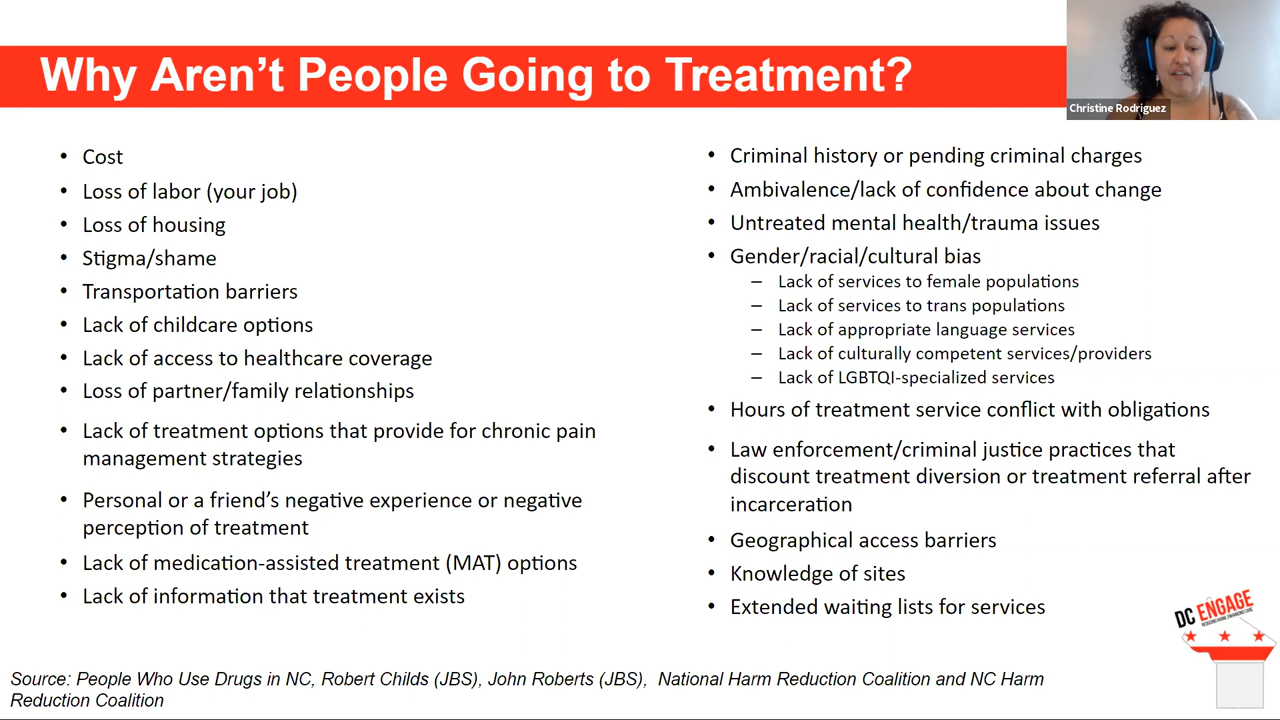 Why Aren't People Going to Treatment?
Christine Rodriguez
• Cost
• Loss of labor (your job)
• Loss of housing
• Stigma/shame
• Transportation barriers
• Lack of childcare options
• Lack of access to healthcare coverage
• Loss of partner/family relationships
• Lack of treatment options that provide for chronic pain
management strategies
• Personal or a friend's negative experience or negative
perception of treatment
• Lack of medication-assisted treatment (MAT) options
• Lack of information that treatment exists
• Criminal history or pending criminal charges
• Ambivalence/lack of confidence about change
• Untreated mental health/trauma issues
• Gender/racial/cultural bias
– Lack of services to female populations
– Lack of services to trans populations
– Lack of appropriate language services
– Lack of culturally competent services/providers
– Lack of LGBTQI-specialized services
• Hours of treatment service conflict with obligations
• Law enforcement/criminal justice practices that
discount treatment diversion or treatment referral after
incarceration
• Geographical access barriers
• Knowledge of sites
• Extended waiting lists for services
DC ENGAGE
REDUCING HARM, ENHANCING CARE
Source: People Who Use Drugs in NC, Robert Childs (JBS), John Roberts (JBS), National Harm Reduction Coalition and NC Harm
Reduction Coalition